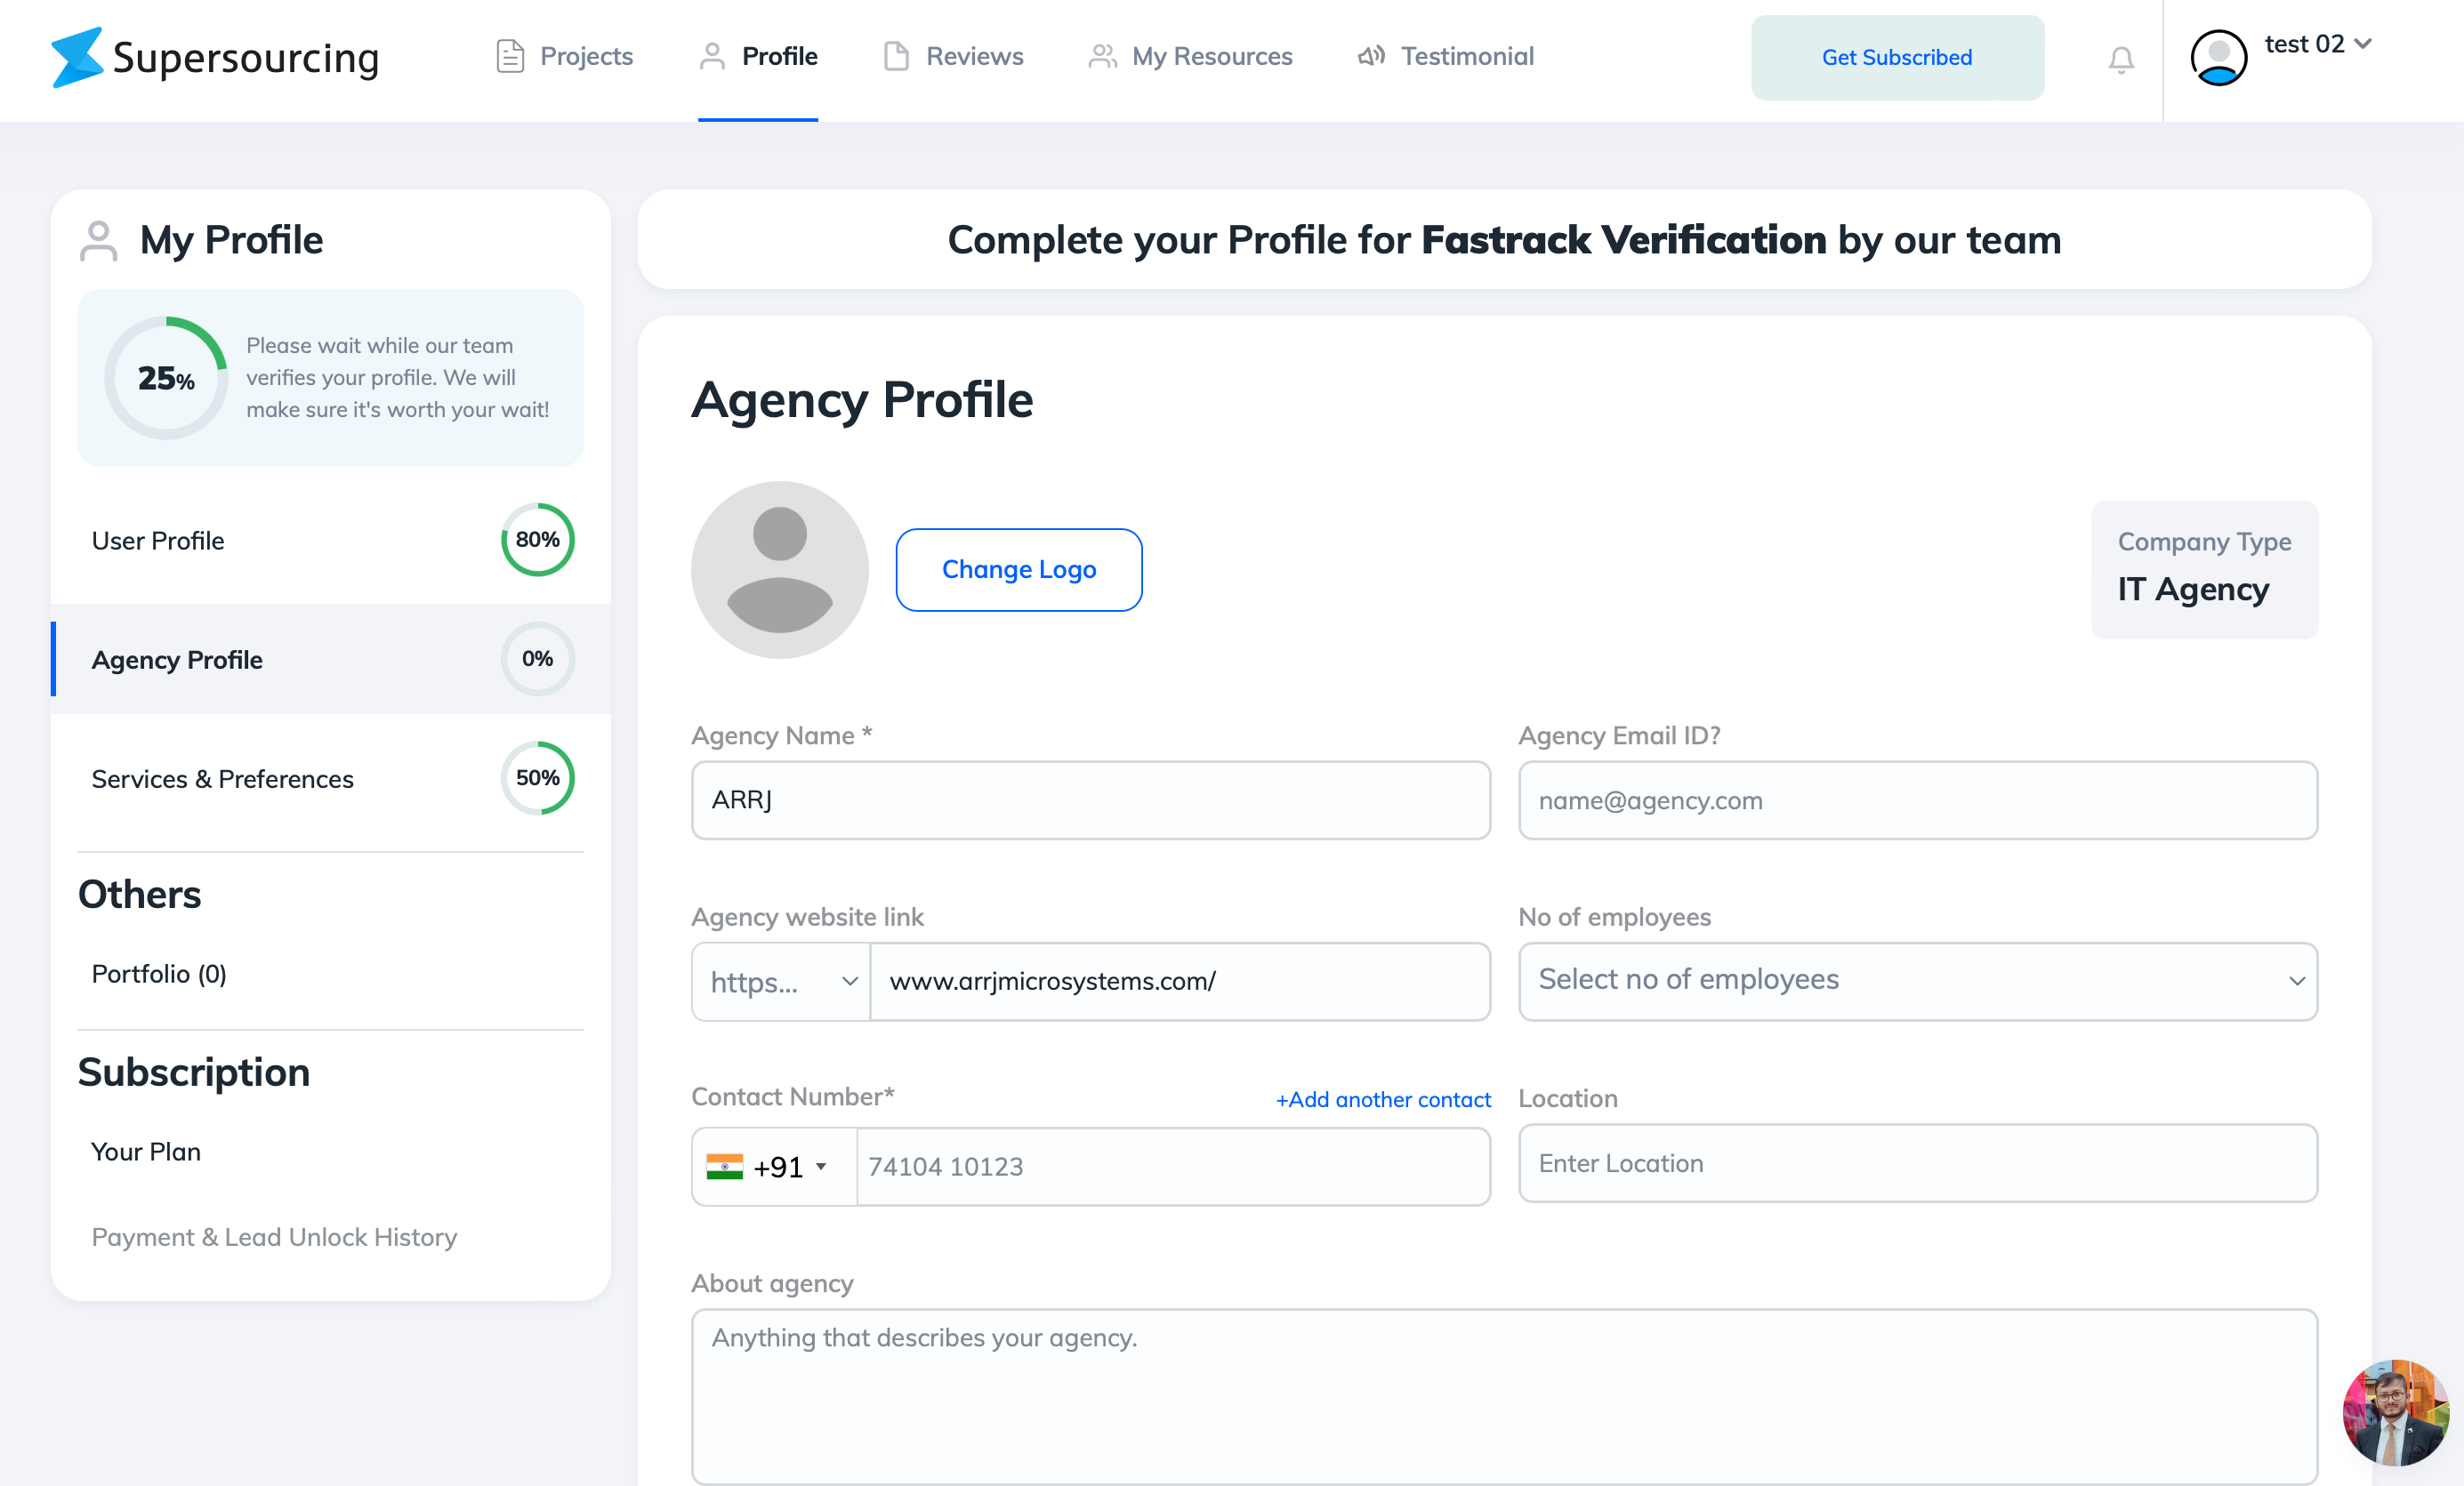 Supersourcing
Projects
Profile
Reviews
My Resources
Testimonial
Get Subscribed
test 02
My Profile
25%
Please wait while our team
verifies your profile. We will
make sure it's worth your wait!
User Profile
80%
Agency Profile
0%
Services & Preferences
50%
Others
Portfolio (0)
Subscription
Your Plan
Payment & Lead Unlock History
Complete your Profile for Fastrack Verification by our team
Agency Profile
Change Logo
Company Type
IT Agency
Agency Name *
ARRJ
Agency Email ID?
name@agency.com
Agency website link
https...
www.arrjmicrosystems.com/
No of employees
Select no of employees
Contact Number*
+Add another contact
+91
74104 10123
Location
Enter Location
About agency
Anything that describes your agency.